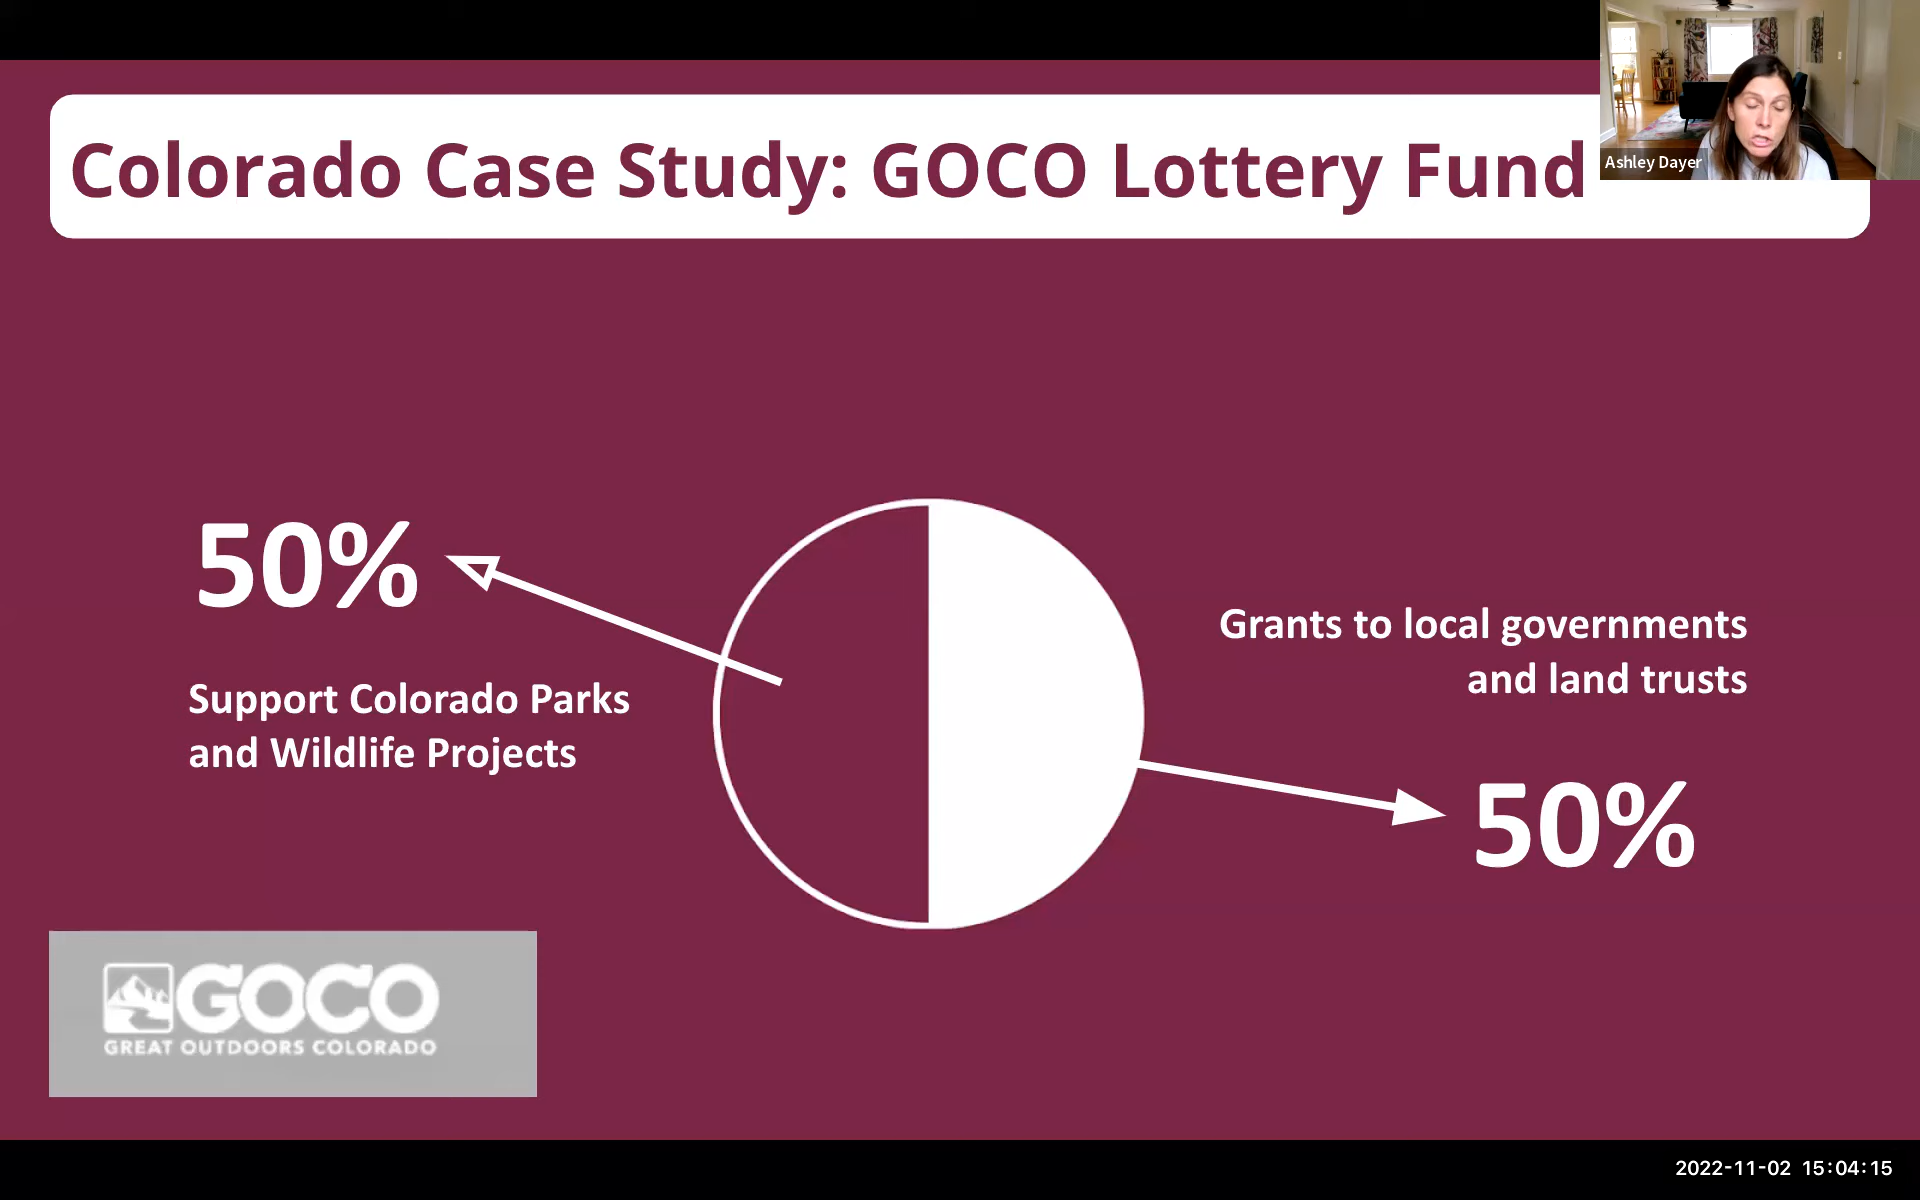 Colorado Case Study: GOCO Lottery Fund
Ashley Dayer
50%
Support Colorado Parks
and Wildlife Projects
Grants to local governments
and land trusts
50%
GOCO
GREAT OUTDOORS COLORADO
2022-11-02 15:04:15